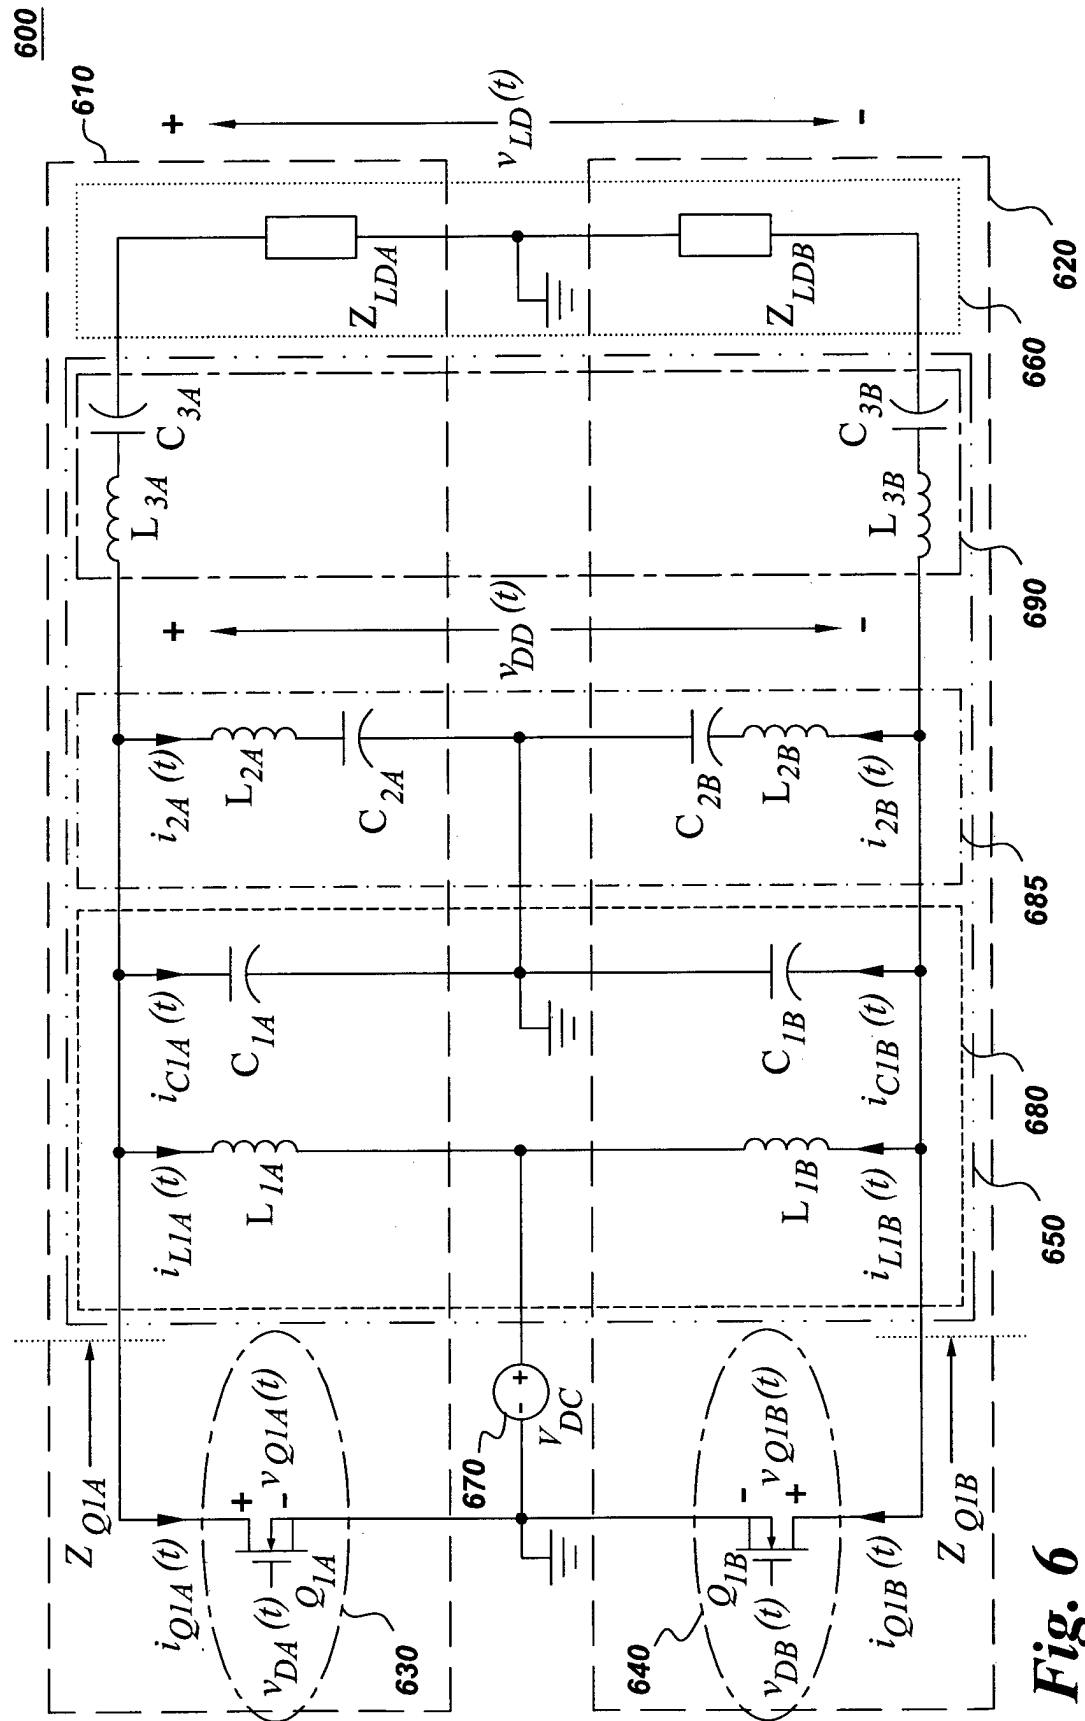 600
610
+
v_LD(t)
-
Z_LDA
Z_LDB
620
660
L_3A
C_3A
L_3B
C_3B
690
+
v_DD(t)
-
i_2A(t)
L_2A
C_2A
C_2B
L_2B
i_2B(t)
685
i_C1A(t)
C_1A
C_1B
i_C1B(t)
680
i_L1A(t)
L_1A
L_1B
i_L1B(t)
650
Z_Q1A
i_Q1A(t)
+
-
v_Q1A(t)
v_DA(t)
Q_1A
630
670
-
+
V_DC
640
v_DB(t)
Q_1B
-
+
v_Q1B(t)
i_Q1B(t)
Z_Q1B
Fig. 6